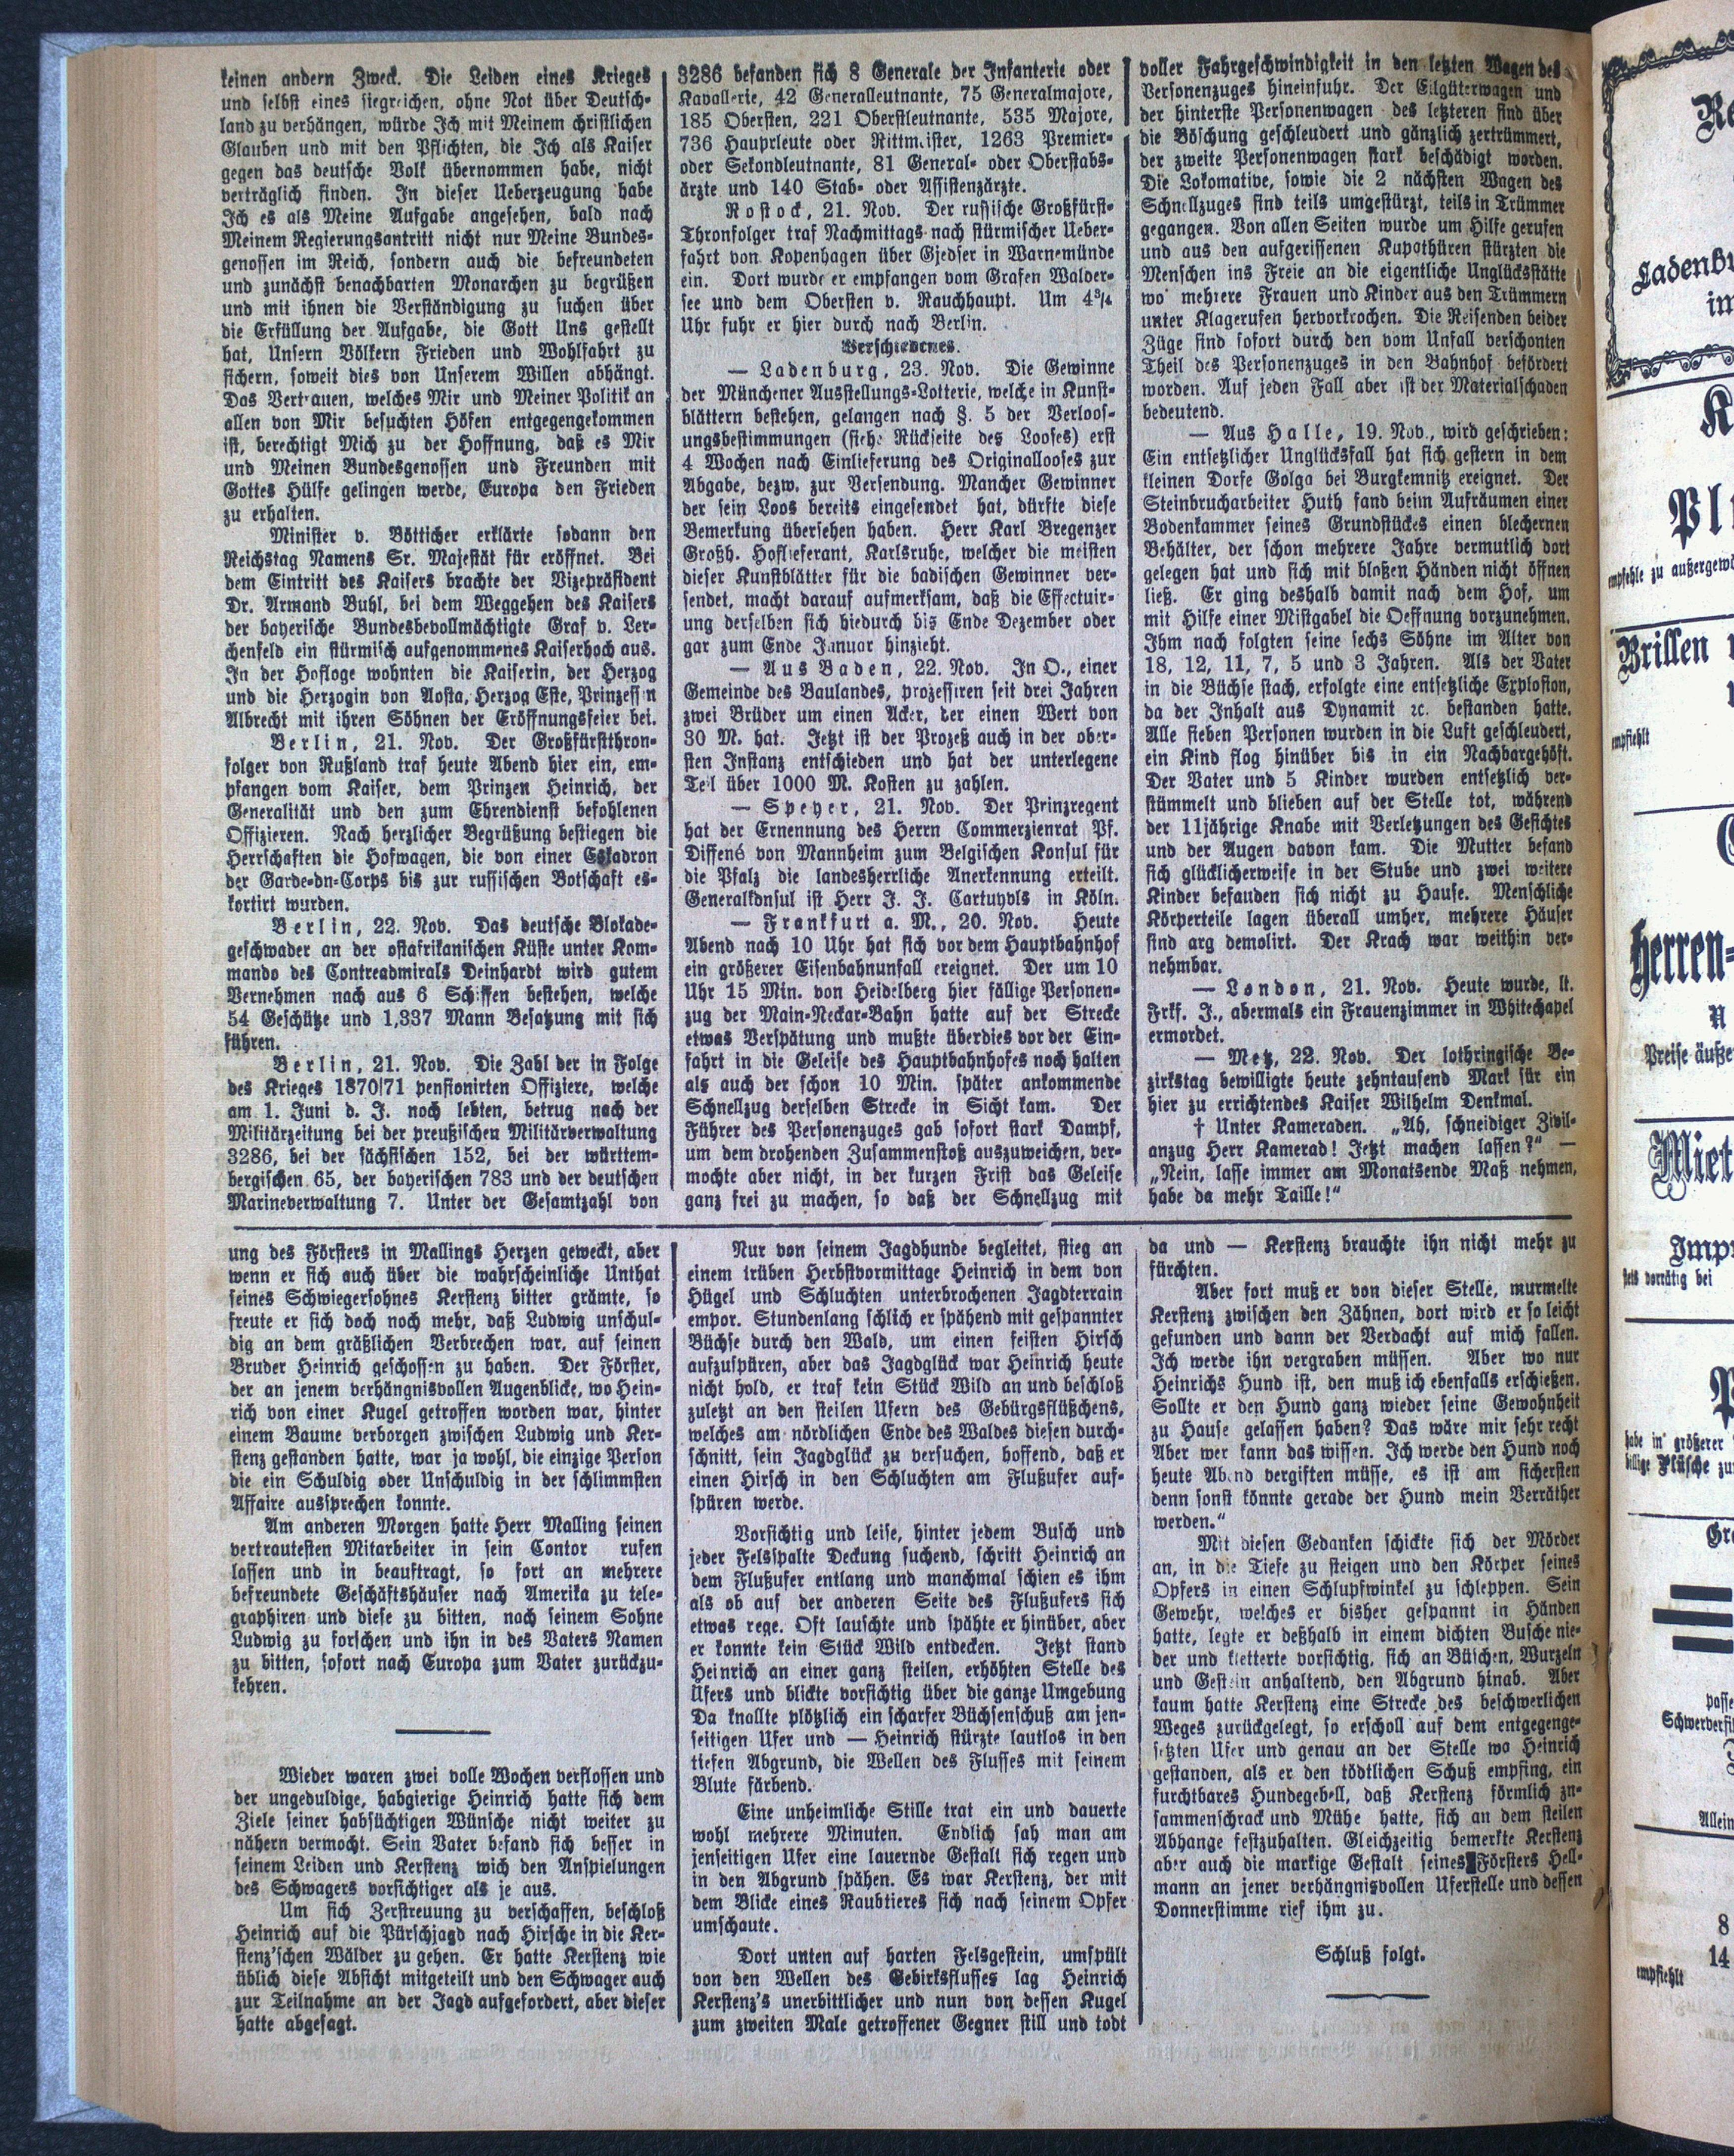 keinen andern Zweck. Die Leiden eines Krieges
und selbst eines siegreichen, ohne Not über Deutsch-
land zu verhängen, würde Ich mit Meinem christlichen
Glauben und mit den Pflichten, die Ich als Kaiser
gegen das deutsche Volk übernommen habe, nicht
verträglich finden. In dieser Ueberzeugung habe
Ich es als Meine Aufgabe angesehen, bald nach
Meinem Regierungsantritt nicht nur Meine Bundes-
genossen im Reich, sondern auch die befreundeten
und zunächst benachbarten Monarchen zu begrüßen
und mit ihnen die Verständigung zu suchen über
die Erfüllung der Aufgabe, die Gott Uns gestellt
hat, Unsern Völkern Frieden und Wohlfahrt zu
sichern, soweit dies von Unserem Willen abhängt.
Das Vertrauen, welches Mir und Meiner Politik an
allen von Mir besuchten Höfen entgegengekommen
ist, berechtigt Mich zu der Hoffnung, daß es Mir
und Meinen Bundesgenossen und Freunden mit
Gottes Hülfe gelingen werde, Europa den Frieden
zu erhalten.
Minister v. Bötticher erklärte sodann den
Reichstag Namens Sr. Majestät für eröffnet. Bei
dem Eintritt des Kaisers brachte der Vizepräsident
Dr. Armand Buhl, bei dem Weggehen des Kaisers
der bayerische Bundesbevollmächtigte Graf v. Ler-
chenfeld ein stürmisch aufgenommenes Kaiserhoch aus.
In der Hofloge wohnten die Kaiserin, der Herzog
und die Herzogin von Aosta, Herzog Este, Prinzessin
Albrecht mit ihren Söhnen der Eröffnungsfeier bei.
Berlin, 21. Nov. Der Großfürstthron-
folger von Rußland traf heute Abend hier ein, em-
pfangen vom Kaiser, dem Prinzen Heinrich, der
Generalität und den zum Ehrendienst befohlenen
Offizieren. Nach herzlicher Begrüßung bestiegen die
Herrschaften die Hofwagen, die von einer Eskadron
der Garde-dn-Corps bis zur russischen Botschaft es-
kortirt wurden.
Berlin, 22. Nov. Das deutsche Blokade-
geschwader an der ostafrikanischen Küste unter Kom-
mando des Contreadmirals Deinhardt wird gutem
Vernehmen nach aus 6 Schiffen bestehen, welche
54 Geschütze und 1,337 Mann Besatzung mit sich
führen.
Berlin, 21. Nov. Die Zahl der in Folge
des Krieges 1870|71 pensionirten Offiziere, welche
am 1. Juni d. J. noch lebten, betrug nach der
Militärzeitung bei der preußischen Militärverwaltung
3286, bei der sächsischen 152, bei der württem-
bergischen 65, der bayerischen 783 und der deutschen
Marineverwaltung 7. Unter der Gesamtzahl von
3286 befanden sich 8 Generale der Infanterie oder
Kavallerie, 42 Generalleutnante, 75 Generalmajore,
185 Obersten, 221 Oberstleutnante, 535 Majore,
736 Hauptleute oder Rittmeister, 1263 Premier-
oder Sekondleutnante, 81 General- oder Oberstabs-
ärzte und 140 Stab- oder Assistenzärzte.
Rostock, 21. Nov. Der russische Großfürst-
Thronfolger traf Nachmittags nach stürmischer Ueber-
fahrt von Kopenhagen über Gjedser in Warnemünde
ein. Dort wurde er empfangen vom Grafen Walder-
see und dem Obersten v. Rauchhaupt. Um 4¾
Uhr fuhr er hier durch nach Berlin.
Verschiedenes.
— Ladenburg, 23. Nov. Die Gewinne
der Münchener Ausstellungs-Lotterie, welche in Kunst-
blättern bestehen, gelangen nach §. 5 der Verloos-
ungsbestimmungen (siehe Rückseite des Looses) erst
4 Wochen nach Einlieferung des Originallooses zur
Abgabe, bezw. zur Versendung. Mancher Gewinner
der sein Loos bereits eingesendet hat, dürfte diese
Bemerkung übersehen haben. Herr Karl Bregenzer
Großh. Hoflieferant, Karlsruhe, welcher die meisten
dieser Kunstblätter für die badischen Gewinner ver-
sendet, macht darauf aufmerksam, daß die Effectuir-
ung derselben sich hiedurch bis Ende Dezember oder
gar zum Ende Januar hinzieht.
— Aus Baden, 22. Nov. In O., einer
Gemeinde des Baulandes, prozessiren seit drei Jahren
zwei Brüder um einen Acker, der einen Wert von
30 M. hat. Jetzt ist der Prozeß auch in der ober-
sten Instanz entschieden und hat der unterlegene
Teil über 1000 M. Kosten zu zahlen.
— Speyer, 21. Nov. Der Prinzregent
hat der Ernennung des Herrn Commerzienrat Pf.
Diffené von Mannheim zum Belgischen Konsul für
die Pfalz die landesherrliche Anerkennung erteilt.
Generalkonsul ist Herr J. J. Cartuyvls in Köln.
— Frankfurt a. M., 20. Nov. Heute
Abend nach 10 Uhr hat sich vor dem Hauptbahnhof
ein größerer Eisenbahnunfall ereignet. Der um 10
Uhr 15 Min. von Heidelberg hier fällige Personen-
zug der Main-Neckar-Bahn hatte auf der Strecke
etwas Verspätung und mußte überdies vor der Ein-
fahrt in die Geleise des Hauptbahnhofes noch halten
als auch der schon 10 Min. später ankommende
Schnellzug derselben Strecke in Sicht kam. Der
Führer des Personenzuges gab sofort stark Dampf,
um dem drohenden Zusammenstoß auszuweichen, ver-
mochte aber nicht, in der kurzen Frist das Geleise
ganz frei zu machen, so daß der Schnellzug mit
voller Fahrgeschwindigkeit in den letzten Wagen des
Personenzuges hineinfuhr. Der Eilgüterwagen und
der hinterste Personenwagen des letzteren sind über
die Böschung geschleudert und gänzlich zertrümmert,
der zweite Personenwagen stark beschädigt worden.
Die Lokomative, sowie die 2 nächsten Wagen des
Schnellzuges sind teils umgestürzt, teils in Trümmer
gegangen. Von allen Seiten wurde um Hilfe gerufen
und aus den aufgerissenen Kupothüren stürzten die
Menschen ins Freie an die eigentliche Unglücksstätte
wo mehrere Frauen und Kinder aus den Trümmern
unter Klagerufen hervorkrochen. Die Reisenden beider
Züge sind sofort durch den vom Unfall verschonten
Theil des Personenzuges in den Bahnhof befördert
worden. Auf jeden Fall aber ist der Materialschaden
bedeutend.
— Aus Halle, 19. Nov., wird geschrieben:
Ein entsetzlicher Unglücksfall hat sich gestern in dem
kleinen Dorfe Golga bei Burgkemnitz ereignet. Der
Steinbrucharbeiter Huth fand beim Aufräumen einer
Bodenkammer seines Grundstückes einen blechernen
Behälter, der schon mehrere Jahre vermutlich dort
gelegen hat und sich mit bloßen Händen nicht öffnen
ließ. Er ging deshalb damit nach dem Hof, um
mit Hilfe einer Mistgabel die Oeffnung vorzunehmen.
Ihm nach folgten seine sechs Söhne im Alter von
18, 12, 11, 7, 5 und 3 Jahren. Als der Vater
in die Büchse stach, erfolgte eine entsetzliche Explosion,
da der Inhalt aus Dynamit ꝛc. bestanden hatte.
Alle sieben Personen wurden in die Luft geschleudert,
ein Kind flog hinüber bis in ein Nachbargehöft.
Der Vater und 5 Kinder wurden entsetzlich ver-
stümmelt und blieben auf der Stelle tot, während
der 11jährige Knabe mit Verletzungen des Gesichtes
und der Augen davon kam. Die Mutter befand
sich glücklicherweise in der Stube und zwei weitere
Kinder befanden sich nicht zu Hause. Menschliche
Körperteile lagen überall umher, mehrere Häuser
sind arg demolirt. Der Krach war weithin ver-
nehmbar.
— London, 21. Nov. Heute wurde, lt.
Frkf. J., abermals ein Frauenzimmer in Whitechapel
ermordet.
— Metz, 22. Nov. Der lothringische Be-
zirkstag bewilligte heute zehntausend Mark für ein
hier zu errichtendes Kaiser Wilhelm Denkmal.
† Unter Kameraden. „Ah, schneidiger Zivil-
anzug Herr Kamerad! Jetzt machen lassen?“ —
„Nein, lasse immer am Monatsende Maß nehmen,
habe da mehr Taille!“
ung des Försters in Mallings Herzen geweckt, aber
wenn er sich auch über die wahrscheinliche Unthat
seines Schwiegersohnes Kerstenz bitter grämte, so
freute er sich doch noch mehr, daß Ludwig unschul-
dig an dem gräßlichen Verbrechen war, auf seinen
Bruder Heinrich geschossen zu haben. Der Förster,
der an jenem verhängnisvollen Augenblicke, wo Hein-
rich von einer Kugel getroffen worden war, hinter
einem Baume verborgen zwischen Ludwig und Ker-
stenz gestanden hatte, war ja wohl, die einzige Person
die ein Schuldig oder Unschuldig in der schlimmsten
Affaire aussprechen konnte.
Am anderen Morgen hatte Herr Malling seinen
vertrautesten Mitarbeiter in sein Contor rufen
lassen und in beauftragt, so fort an mehrere
befreundete Geschäftshäuser nach Amerika zu tele-
graphiren und diese zu bitten, nach seinem Sohne
Ludwig zu forschen und ihn in des Vaters Namen
zu bitten, sofort nach Europa zum Vater zurückzu-
kehren.
Wieder waren zwei volle Wochen verflossen und
der ungeduldige, habgierige Heinrich hatte sich dem
Ziele seiner habsüchtigen Wünsche nicht weiter zu
nähern vermocht. Sein Vater befand sich besser in
seinem Leiden und Kerstenz wich den Anspielungen
des Schwagers vorsichtiger als je aus.
Um sich Zerstreuung zu verschaffen, beschloß
Heinrich auf die Pürschjagd nach Hirsche in die Ker-
stenz'schen Wälder zu gehen. Er hatte Kerstenz wie
üblich diese Absicht mitgeteilt und den Schwager auch
zur Teilnahme an der Jagd aufgefordert, aber dieser
hatte abgesagt.
Nur von seinem Jagdhunde begleitet, stieg an
einem trüben Herbstvormittage Heinrich in dem von
Hügel und Schluchten unterbrochenen Jagdterrain
empor. Stundenlang schlich er spähend mit gespannter
Büchse durch den Wald, um einen feisten Hirsch
aufzuspüren, aber das Jagdglück war Heinrich heute
nicht hold, er traf kein Stück Wild an und beschloß
zuletzt an den steilen Ufern des Gebürgsflüßchens,
welches am nördlichen Ende des Waldes diesen durch-
schnitt, sein Jagdglück zu versuchen, hoffend, daß er
einen Hirsch in den Schluchten am Flußufer auf-
spüren werde.
Vorsichtig und leise, hinter jedem Busch und
jeder Felsspalte Deckung suchend, schritt Heinrich an
dem Flußufer entlang und manchmal schien es ihm
als ob auf der anderen Seite des Flußufers sich
etwas rege. Oft lauschte und spähte er hinüber, aber
er konnte kein Stück Wild entdecken. Jetzt stand
Heinrich an einer ganz steilen, erhöhten Stelle des
Ufers und blickte vorsichtig über die ganze Umgebung
Da knallte plötzlich ein scharfer Büchsenschuß am jen-
seitigen Ufer und — Heinrich stürzte lautlos in den
tiefen Abgrund, die Wellen des Flusses mit seinem
Blute färbend.
Eine unheimliche Stille trat ein und dauerte
wohl mehrere Minuten. Endlich sah man am
jenseitigen Ufer eine lauernde Gestalt sich regen und
in den Abgrund spähen. Es war Kerstenz, der mit
dem Blicke eines Raubtieres sich nach seinem Opfer
umschaute.
Dort unten auf harten Felsgestein, umspült
von den Wellen des Gebirksflusses lag Heinrich
Kerstenz's unerbittlicher und nun von dessen Kugel
zum zweiten Male getroffener Gegner still und todt
da und — Kerstenz brauchte ihn nicht mehr zu
fürchten.
Aber fort muß er von dieser Stelle, murmelte
Kerstenz zwischen den Zähnen, dort wird er so leicht
gefunden und dann der Verdacht auf mich fallen.
Ich werde ihn vergraben müssen. Aber wo nur
Heinrichs Hund ist, den muß ich ebenfalls erschießen.
Sollte er den Hund ganz wieder seine Gewohnheit
zu Hause gelassen haben? Das wäre mir sehr recht
Aber wer kann das wissen. Ich werde den Hund noch
heute Abend vergiften müsse, es ist am sichersten
denn sonst könnte gerade der Hund mein Verräther
werden.“
Mit diesen Gedanken schickte sich der Mörder
an, in die Tiefe zu steigen und den Körper seines
Opfers in einen Schlupfwinkel zu schleppen. Sein
Gewehr, welches er bisher gespannt in Händen
hatte, legte er deßhalb in einem dichten Busche nie-
der und kletterte vorsichtig, sich an Büschen, Wurzeln
und Gestein anhaltend, den Abgrund hinab. Aber
kaum hatte Kerstenz eine Strecke des beschwerlichen
Weges zurückgelegt, so erscholl auf dem entgegenge-
setzten Ufer und genau an der Stelle wo Heinrich
gestanden, als er den tödtlichen Schuß empfing, ein
furchtbares Hundegebell, daß Kerstenz förmlich zn-
sammenschrack und Mühe hatte, sich an dem steilen
Abhange festzuhalten. Gleichzeitig bemerkte Kerstenz
aber auch die markige Gestalt seines Försters Hell-
mann an jener verhängnisvollen Uferstelle und dessen
Donnerstimme rief ihm zu.
Schluß folgt.
Ladenbu
im
K
Pl
empfehle zu außergewö
Brillen
empfiehlt
Herren-
Preise äuße
Miet
Imp
stets vorrätig bei
P
habe in größerer
billige Plüsche zu
Gr
passe
Allein
8
14
empfiehlt